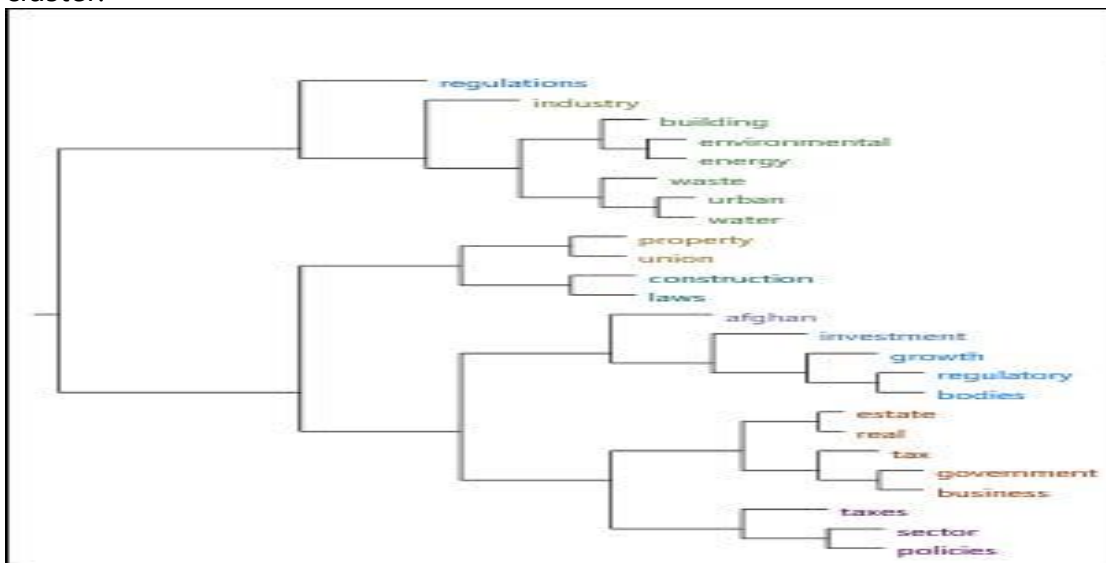 regulations
industry
building
environmental
energy
waste
urban
water
property
union
construction
laws
afghan
investment
growth
regulatory
bodies
estate
real
tax
government
business
taxes
sector
policies